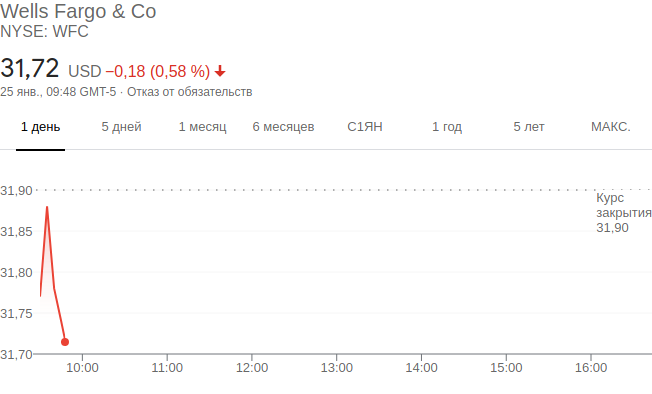 Wells Fargo & Co
NYSE: WFC
31,72 USD −0,18 (0,58 %)
25 янв., 09:48 GMT-5 · Отказ от обязательств
1 день 5 дней 1 месяц 6 месяцев С1ЯН 1 год 5 лет МАКС.
31,90
Курс
закрытия
31,90
31,85
31,80
31,75
31,70
10:00 11:00 12:00 13:00 14:00 15:00 16:00